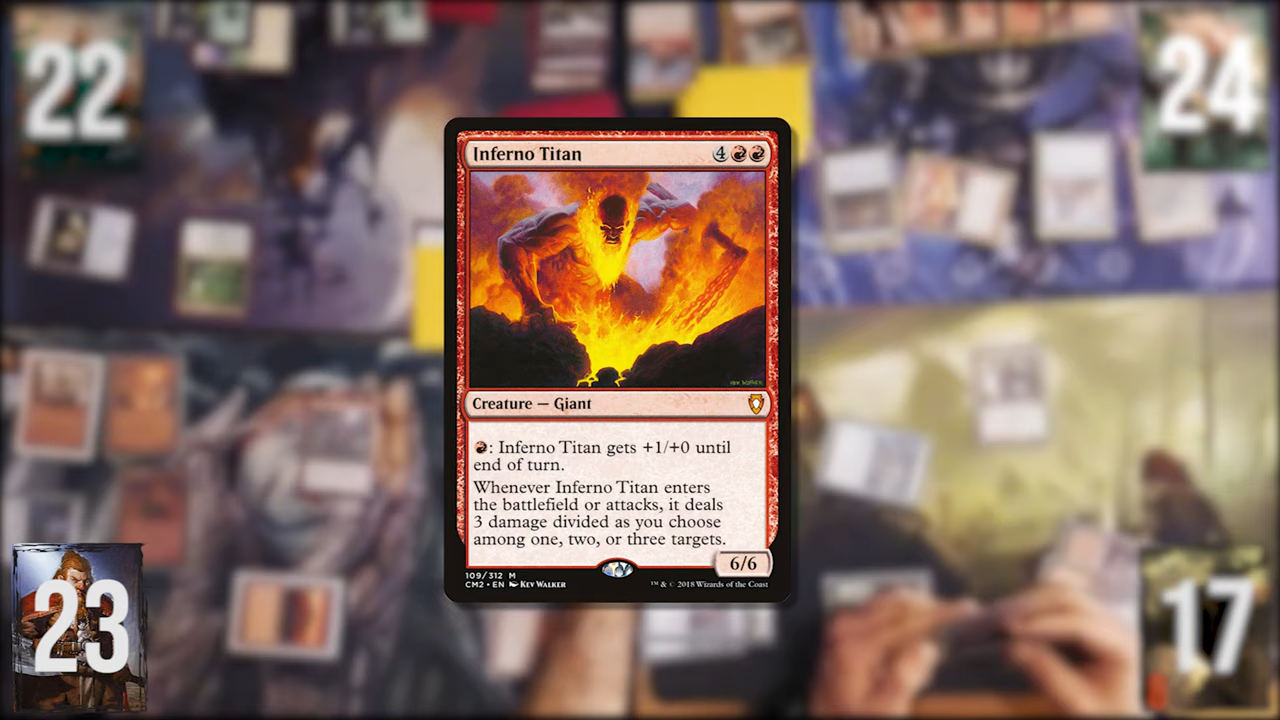 22
24
Inferno Titan 4
Creature — Giant
: Inferno Titan gets +1/+0 until
end of turn.
Whenever Inferno Titan enters
the battlefield or attacks, it deals
3 damage divided as you choose
among one, two, or three targets.
6/6
109/312 M
CM2 • EN KEV WALKER
™ & © 2018 Wizards of the Coast
23
17